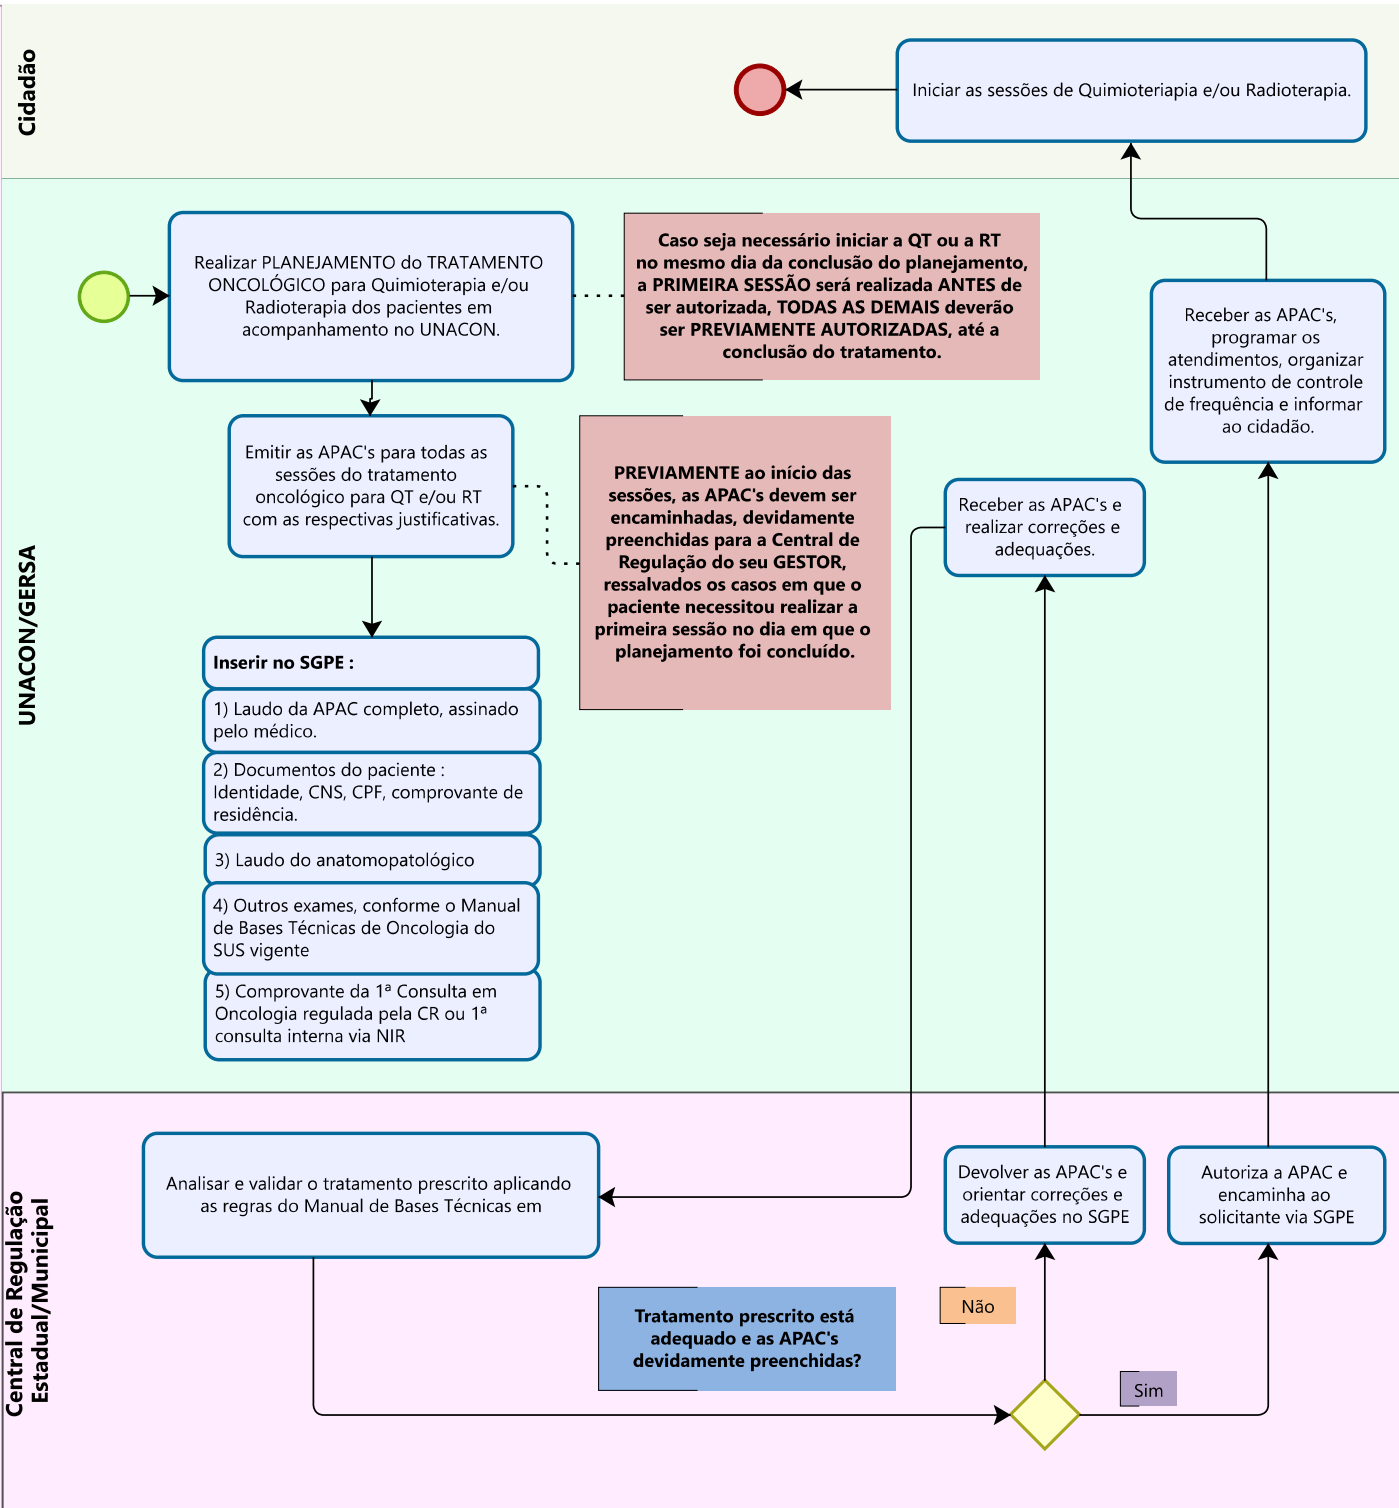 Cidadão
Iniciar as sessões de Quimioteriapia e/ou Radioterapia.
UNACON/GERSA
Realizar PLANEJAMENTO do TRATAMENTO
ONCOLÓGICO para Quimioterapia e/ou
Radioterapia dos pacientes em
acompanhamento no UNACON.
Caso seja necessário iniciar a QT ou a RT
no mesmo dia da conclusão do planejamento,
a PRIMEIRA SESSÃO será realizada ANTES de
ser autorizada, TODAS AS DEMAIS deverão
ser PREVIAMENTE AUTORIZADAS, até a
conclusão do tratamento.
Receber as APAC's,
programar os
atendimentos, organizar
instrumento de controle
de frequência e informar
ao cidadão.
Emitir as APAC's para todas as
sessões do tratamento
oncológico para QT e/ou RT
com as respectivas justificativas.
PREVIAMENTE ao início das
sessões, as APAC's devem ser
encaminhadas, devidamente
preenchidas para a Central de
Regulação do seu GESTOR,
ressalvados os casos em que o
paciente necessitou realizar a
primeira sessão no dia em que o
planejamento foi concluído.
Receber as APAC's e
realizar correções e
adequações.
Inserir no SGPE :
1) Laudo da APAC completo, assinado
pelo médico.
2) Documentos do paciente :
Identidade, CNS, CPF, comprovante de
residência.
3) Laudo do anatomopatológico
4) Outros exames, conforme o Manual
de Bases Técnicas de Oncologia do
SUS vigente
5) Comprovante da 1ª Consulta em
Oncologia regulada pela CR ou 1ª
consulta interna via NIR
Central de Regulação
Estadual/Municipal
Analisar e validar o tratamento prescrito aplicando
as regras do Manual de Bases Técnicas em
Devolver as APAC's e
orientar correções e
adequações no SGPE
Autoriza a APAC e
encaminha ao
solicitante via SGPE
Tratamento prescrito está
adequado e as APAC's
devidamente preenchidas?
Não
Sim